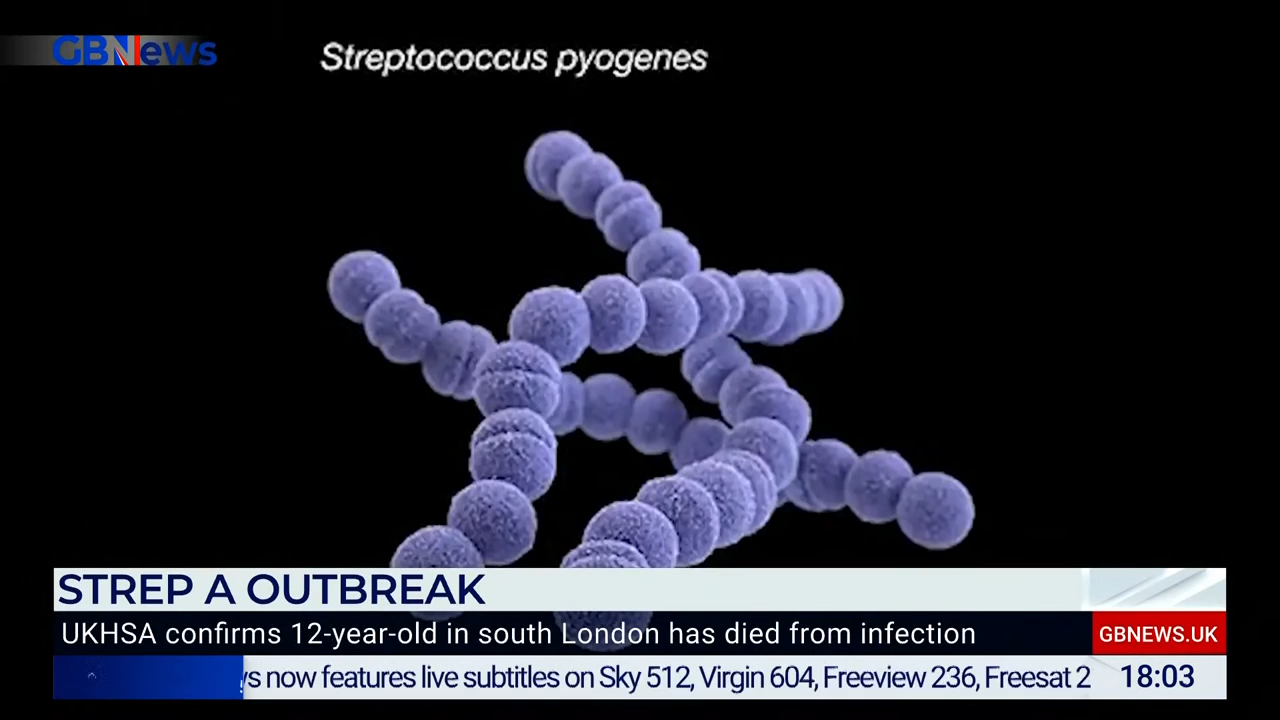 GBNews
Streptococcus pyogenes
STREP A OUTBREAK
UKHSA confirms 12-year-old in south London has died from infection
GBNEWS.UK
s now features live subtitles on Sky 512, Virgin 604, Freeview 236, Freesat 2
18:03